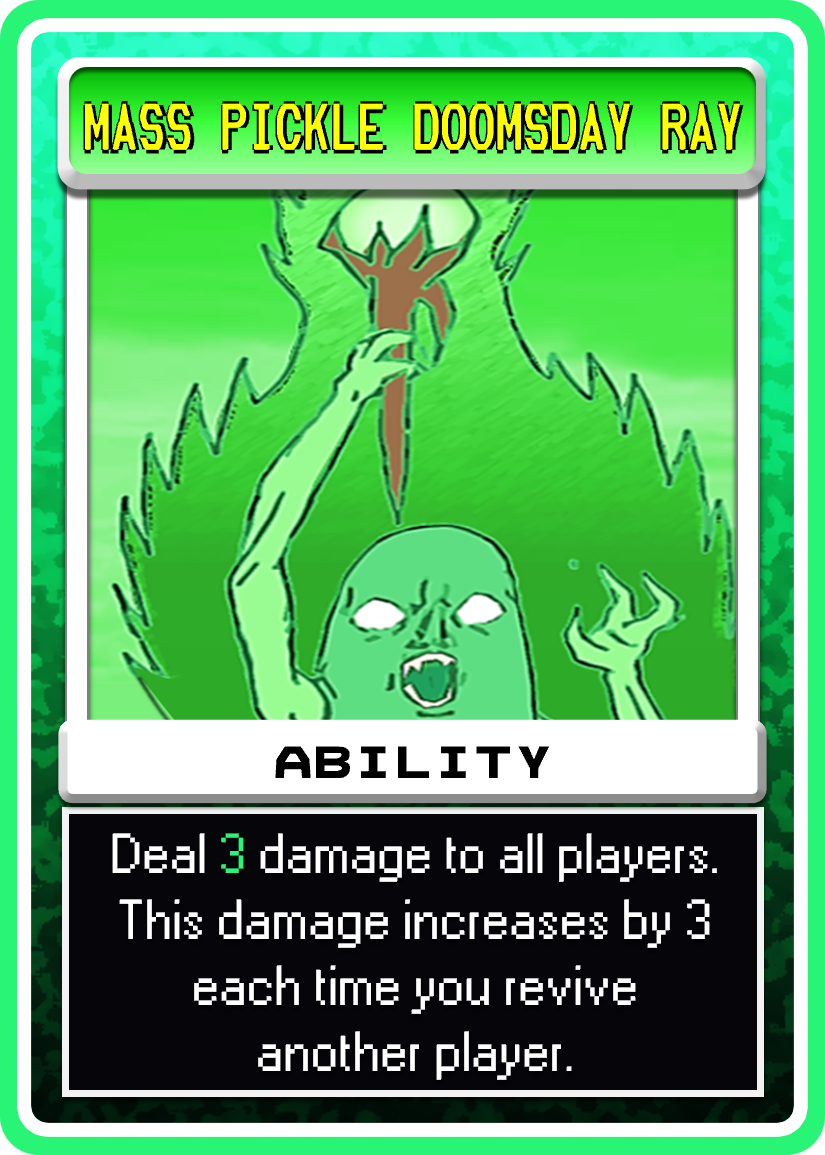 MASS PICKLE DOOMSDAY RAY
ABILITY
Deal 3 damage to all players.
This damage increases by 3
each time you revive
another player.